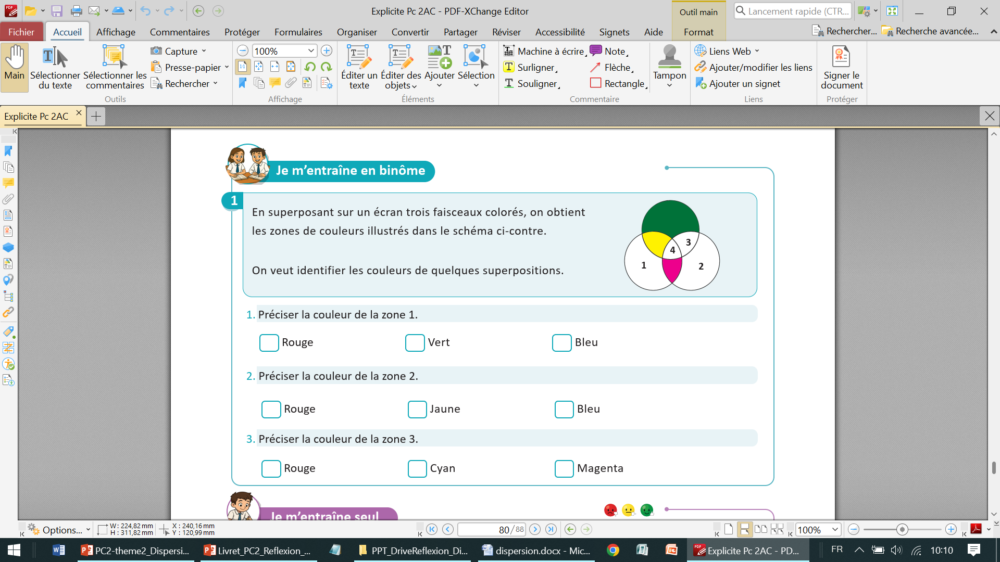 Explicite Pc 2AC - PDF-XChange Editor
Outil main
Lancement rapide (CTR...
Fichier
Accueil
Affichage
Commentaires
Protéger
Formulaires
Organiser
Convertir
Partager
Réviser
Accessibilité
Signets
Aide
Format
Rechercher...
Recherche avancée...
Main
Sélectionner du texte
Sélectionner les commentaires
Capture
Presse-papier
Rechercher
Outils
100%
Affichage
Éditer un texte
Éditer des objets
Ajouter
Sélection
Éléments
Machine à écrire
Surligner
Souligner
Note
Flèche
Rectangle
Commentaire
Tampon
Liens Web
Ajouter/modifier les liens
Ajouter un signet
Liens
Signer le document
Protéger
Explicite Pc 2AC
Je m'entraîne en binôme
1
En superposant sur un écran trois faisceaux colorés, on obtient
les zones de couleurs illustrés dans le schéma ci-contre.
On veut identifier les couleurs de quelques superpositions.
3
4
1
2
1. Préciser la couleur de la zone 1.
Rouge Vert Bleu
2. Préciser la couleur de la zone 2.
Rouge Jaune Bleu
3. Préciser la couleur de la zone 3.
Rouge Cyan Magenta
Je m'entraîne seul
Options...
W : 224,82 mm
H : 311,82 mm
X : 240,16 mm
Y : 120,99 mm
80 / 88
100%
PC2-theme2_Dispersi...
Livret_PC2_Reflexion_...
PPT_DriveReflexion_Di...
dispersion.docx - Mic...
Explicite Pc 2AC - PD...
FR
10:10